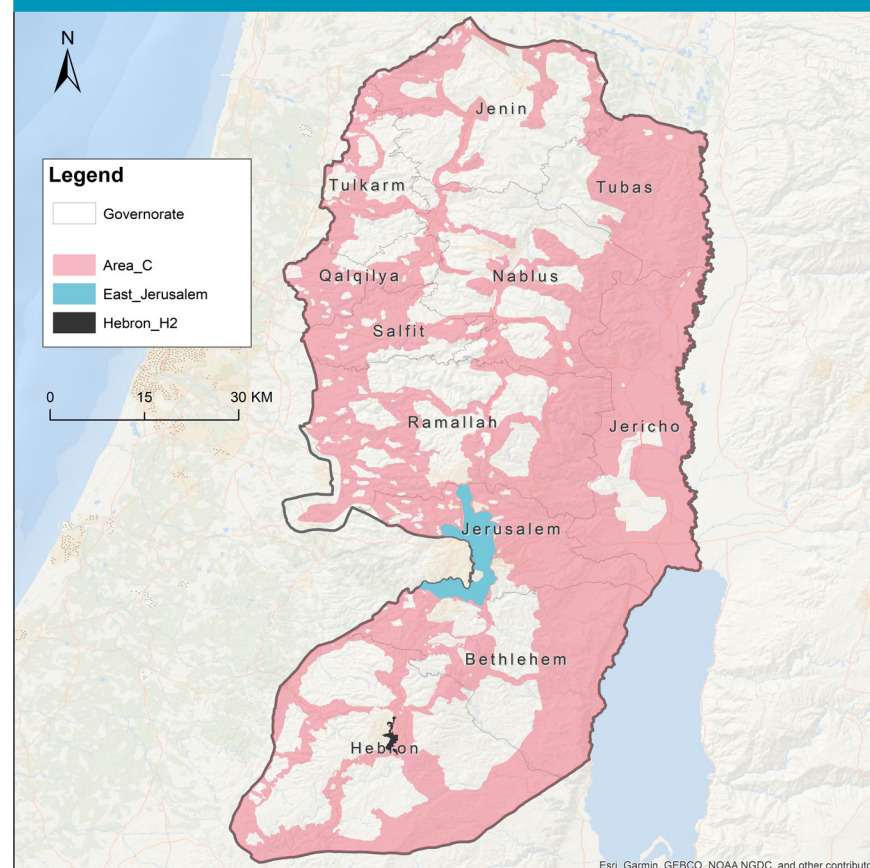 N
Legend
Governorate
Area_C
East_Jerusalem
Hebron_H2
0 15 30 KM
Jenin
Tulkarm
Tubas
Qalqilya
Nablus
Salfit
Ramallah
Jericho
Jerusalem
Bethlehem
Hebron
Esri, Garmin, GEBCO, NOAA NGDC, and other contributo